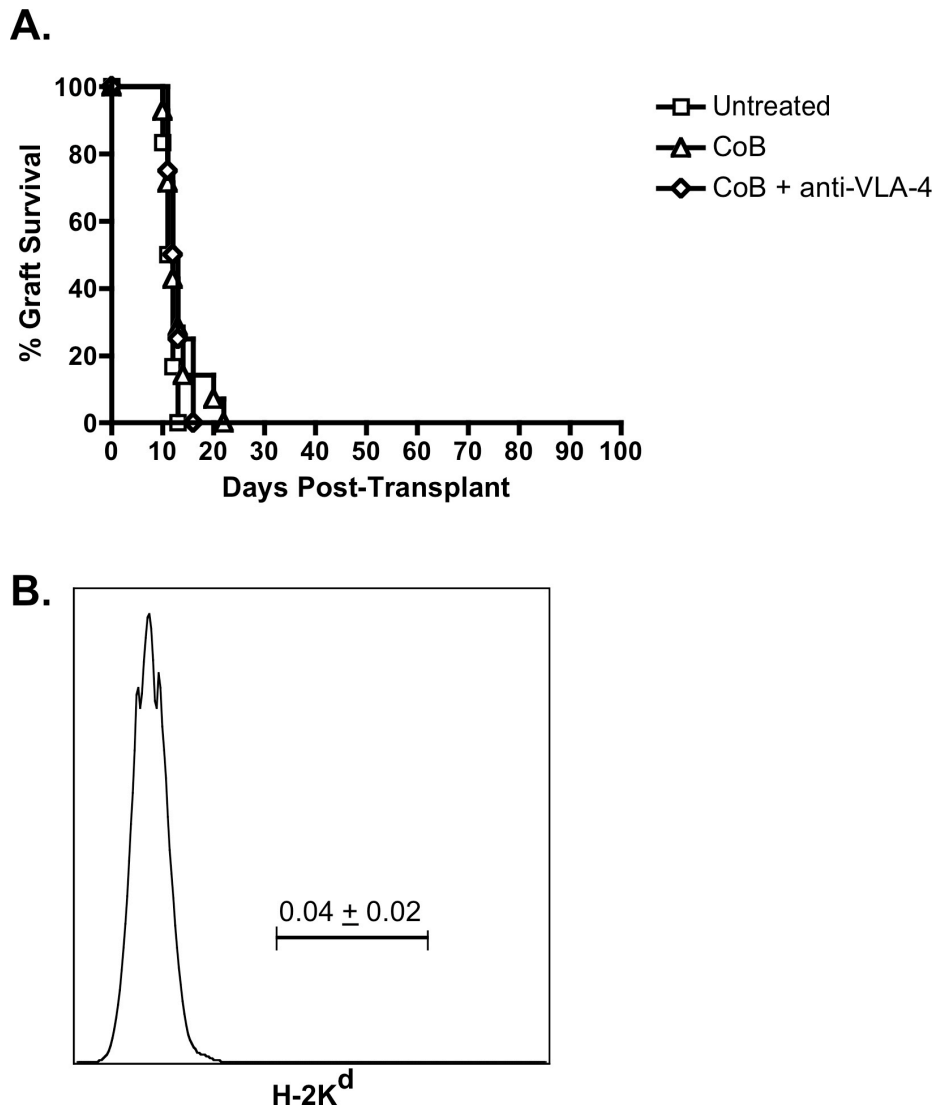 A.
100
80
60
40
20
0
% Graft Survival
0 10 20 30 40 50 60 70 80 90 100
Days Post-Transplant
Untreated
CoB
CoB + anti-VLA-4
B.
0.04 ± 0.02
H-2Kᵈ